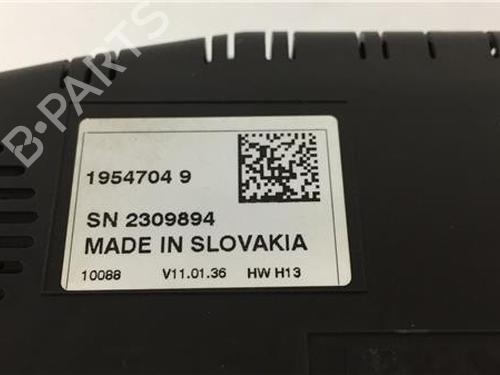 B-PARTS
1954704 9
SN 2309894
MADE IN SLOVAKIA
10088 V11.01.36 HW H13